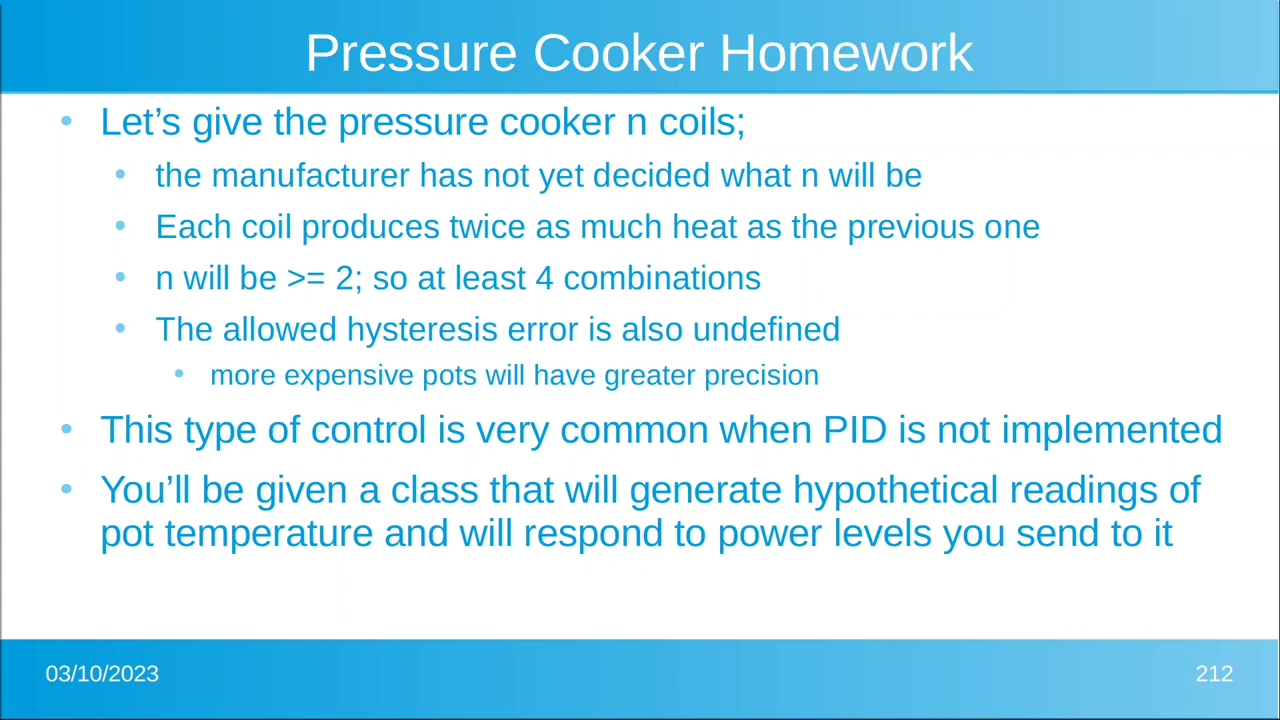 Pressure Cooker Homework
• Let’s give the pressure cooker n coils;
• the manufacturer has not yet decided what n will be
• Each coil produces twice as much heat as the previous one
• n will be >= 2; so at least 4 combinations
• The allowed hysteresis error is also undefined
• more expensive pots will have greater precision
• This type of control is very common when PID is not implemented
• You’ll be given a class that will generate hypothetical readings of
pot temperature and will respond to power levels you send to it
03/10/2023
212